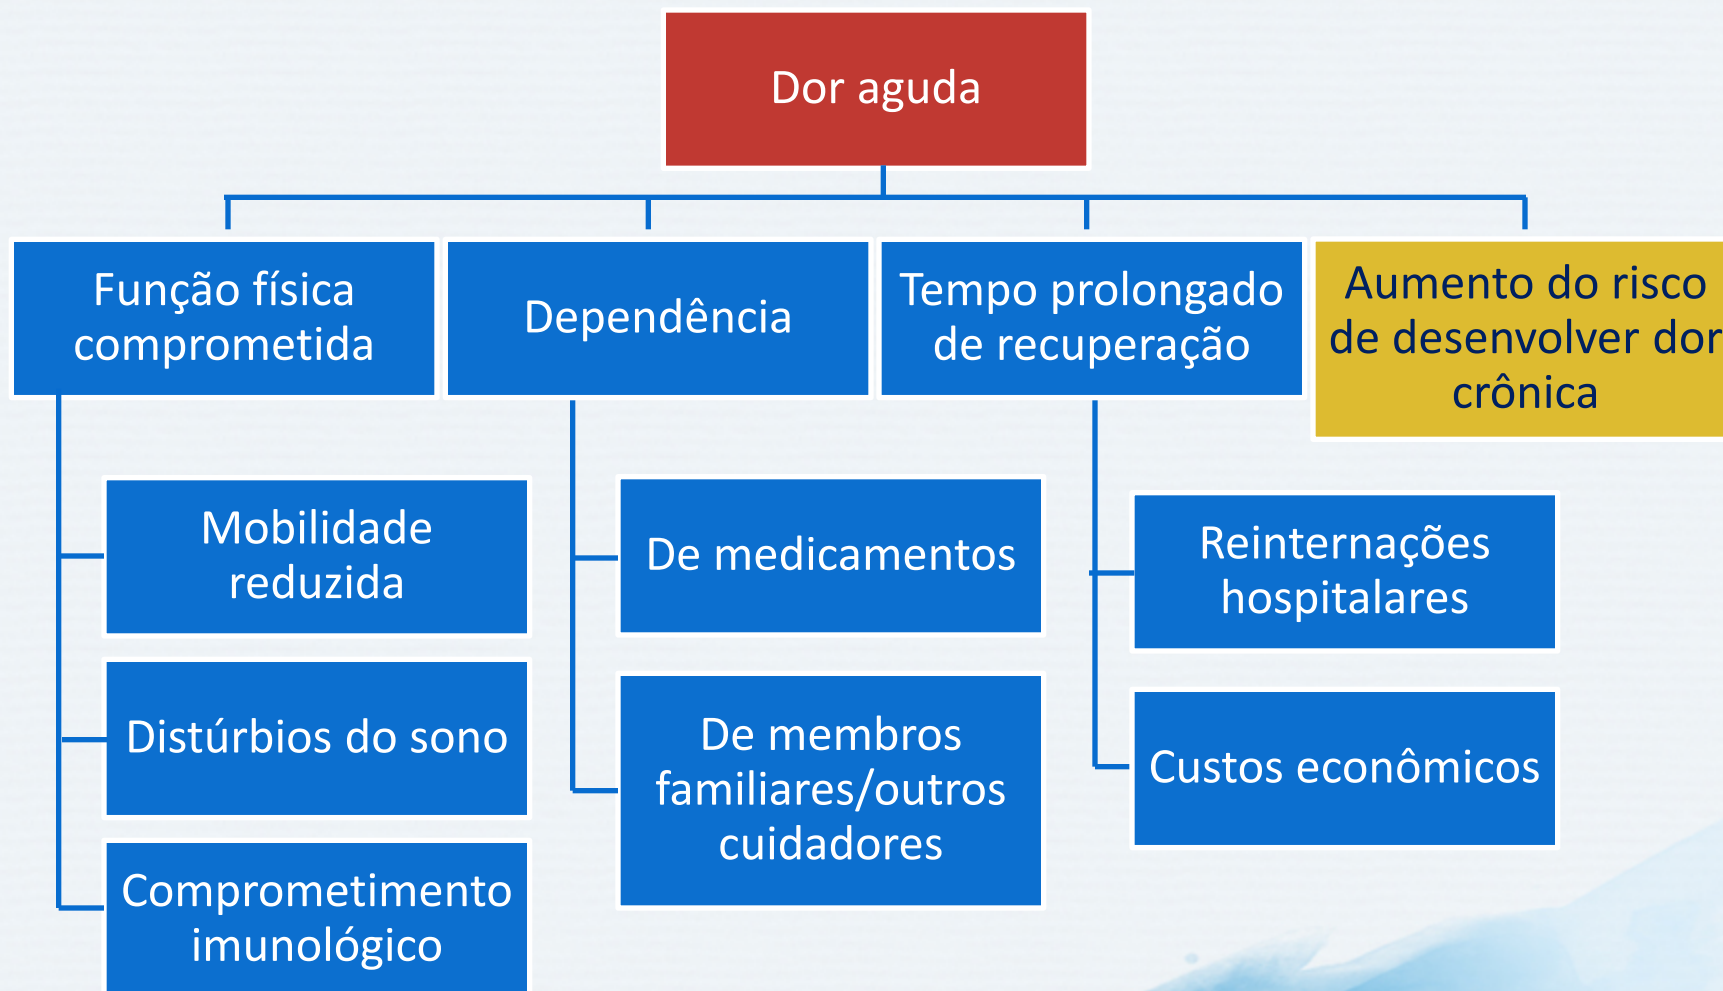 Dor aguda
Função física
comprometida
Dependência
Tempo prolongado
de recuperação
Aumento do risco
de desenvolver dor
crônica
Mobilidade
reduzida
Distúrbios do sono
Comprometimento
imunológico
De medicamentos
De membros
familiares/outros
cuidadores
Reinternações
hospitalares
Custos econômicos